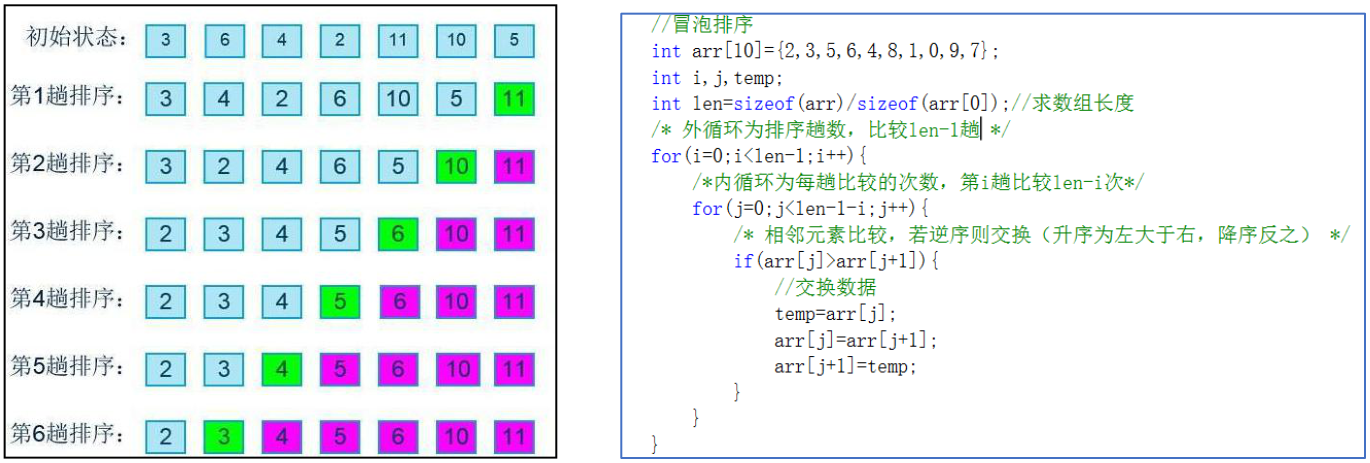 初始状态： 3 6 4 2 11 10 5
第1趟排序： 3 4 2 6 10 5 11
第2趟排序： 3 2 4 6 5 10 11
第3趟排序： 2 3 4 5 6 10 11
第4趟排序： 2 3 4 5 6 10 11
第5趟排序： 2 3 4 5 6 10 11
第6趟排序： 2 3 4 5 6 10 11
//冒泡排序
int arr[10]={2,3,5,6,4,8,1,0,9,7};
int i,j,temp;
int len=sizeof(arr)/sizeof(arr[0]);//求数组长度
/* 外循环为排序趟数，比较len-1趟 */
for(i=0;i<len-1;i++){
/*内循环为每趟比较的次数，第i趟比较len-i次*/
for(j=0;j<len-1-i;j++){
/* 相邻元素比较，若逆序则交换（升序为左大于右，降序反之） */
if(arr[j]>arr[j+1]){
//交换数据
temp=arr[j];
arr[j]=arr[j+1];
arr[j+1]=temp;
}
}
}